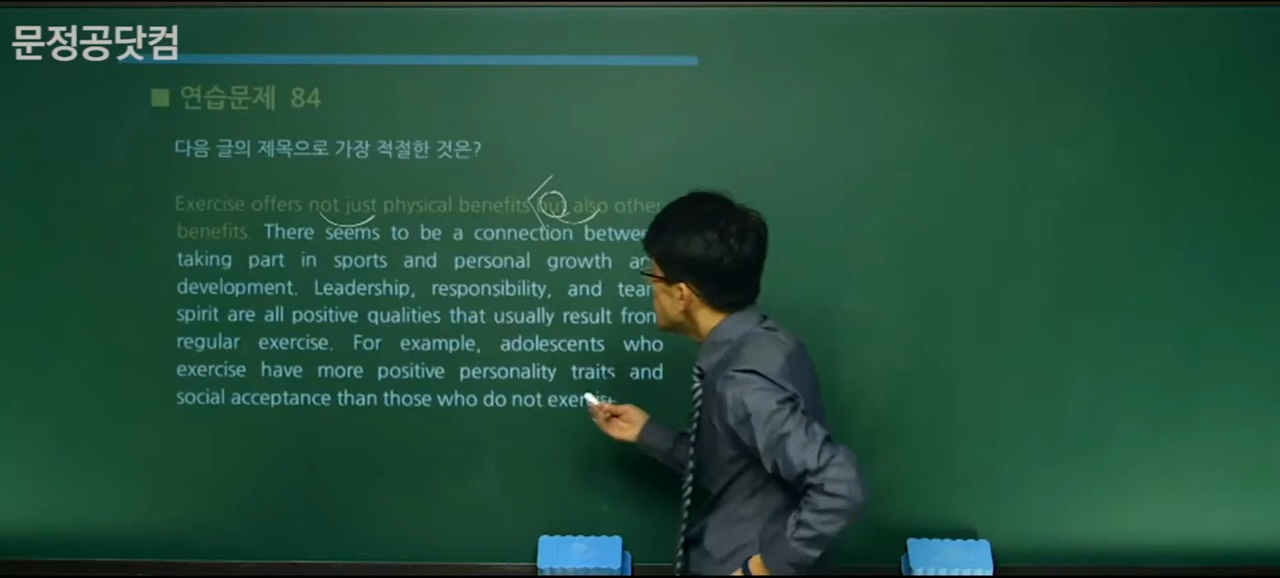 문정공닷컴
■ 연습문제 84
다음 글의 제목으로 가장 적절한 것은?
Exercise offers not just physical benefits but also other
benefits. There seems to be a connection
taking part in sports and personal growth
development. Leadership, responsibility, and
spirit are all positive qualities that usually result
regular exercise. For example, adolescents who
exercise have more positive personality traits and
social acceptance than those who do not